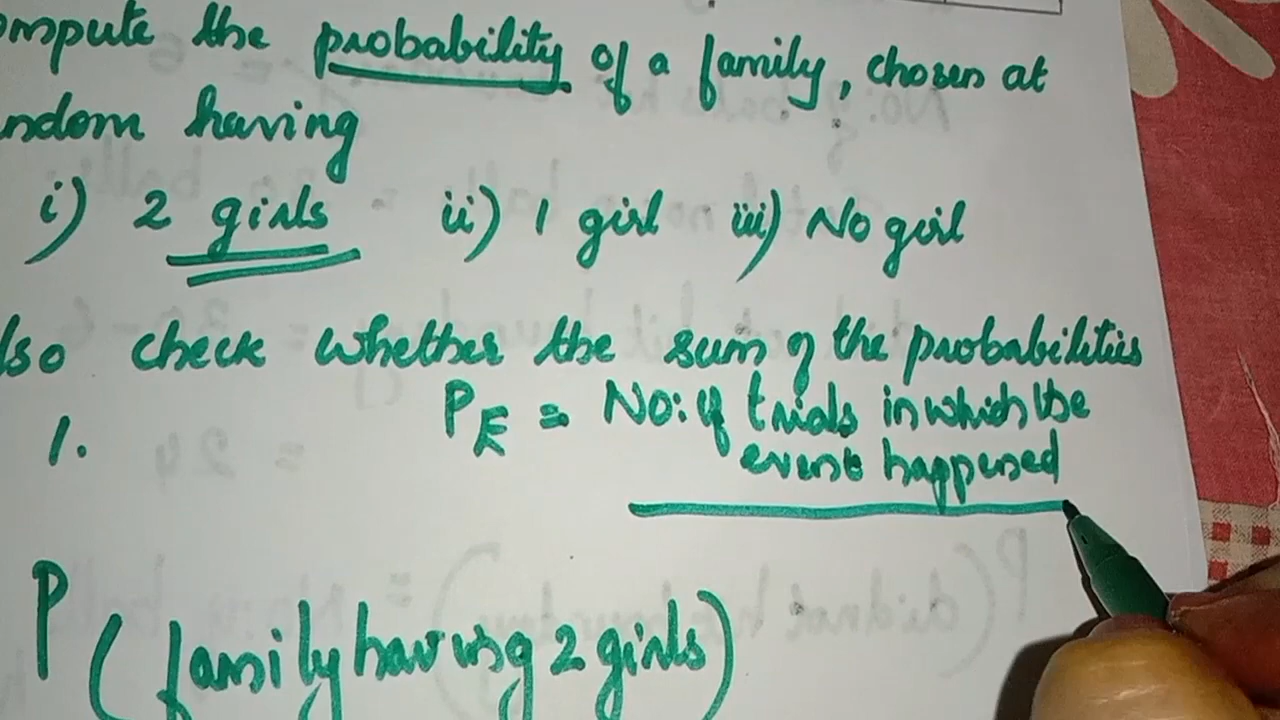 ompute the probability of a family, chosen at
ndom having
i) 2 girls ii) 1 girl iii) No girl
lso check whether the sum of the probabilities
1.
PE = No: of trials in which the
event happened
P (family having 2 girls)